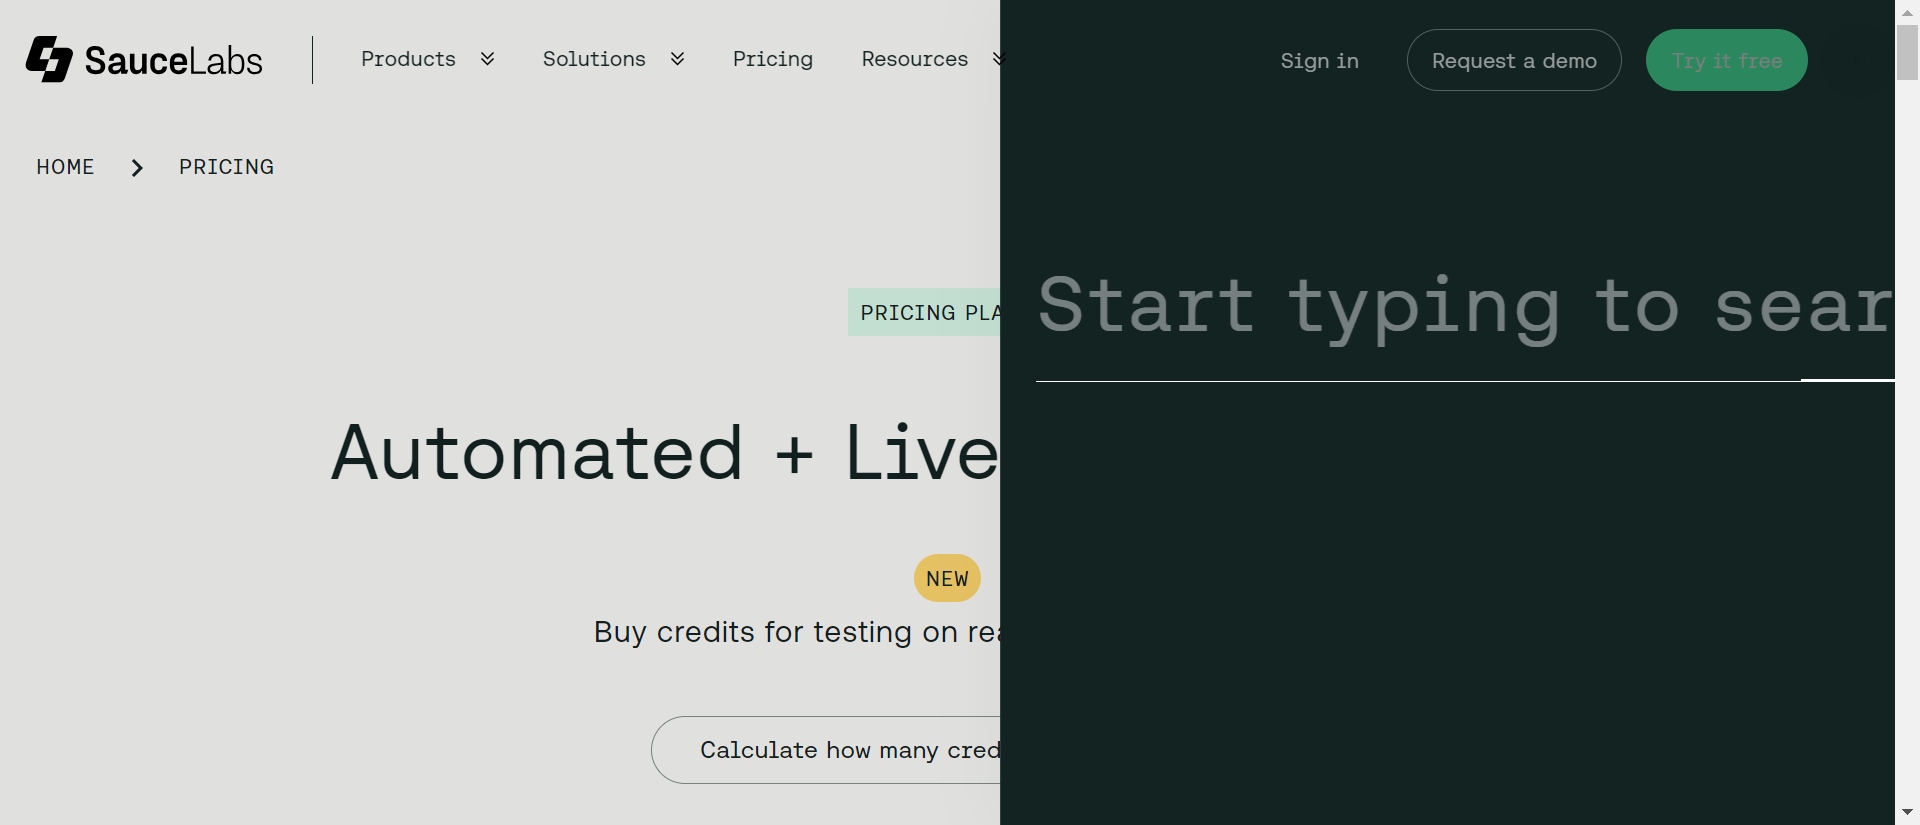 SauceLabs
Products
Solutions
Pricing
Resources
Sign in
Request a demo
Try it free
HOME
PRICING
Start typing to sear
PRICING PLA
Automated + Live
NEW
Buy credits for testing on rea
Calculate how many cred